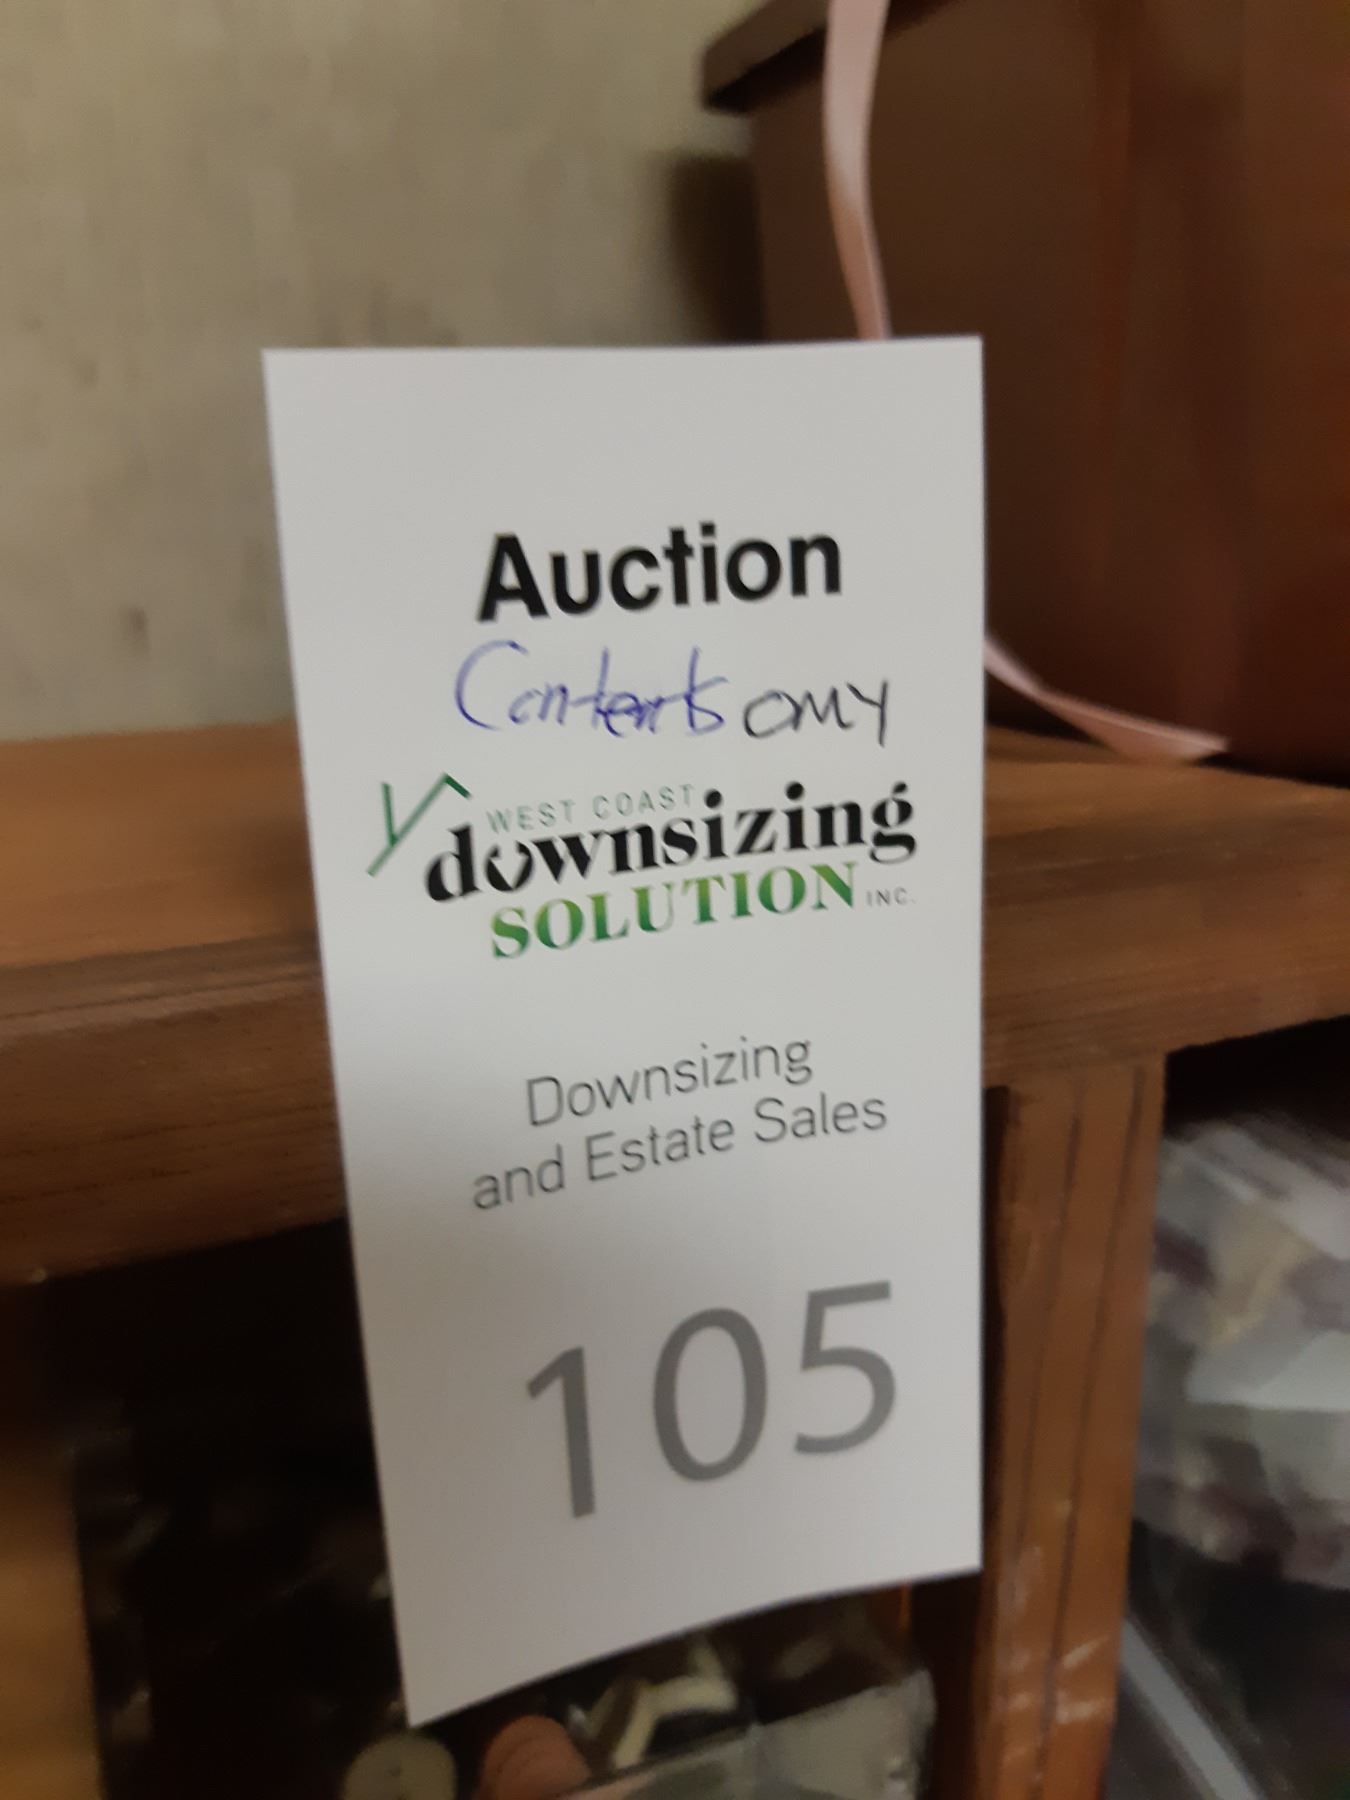 Auction
Contents only
WEST COAST
downsizing
SOLUTION INC.
Downsizing
and Estate Sales
105